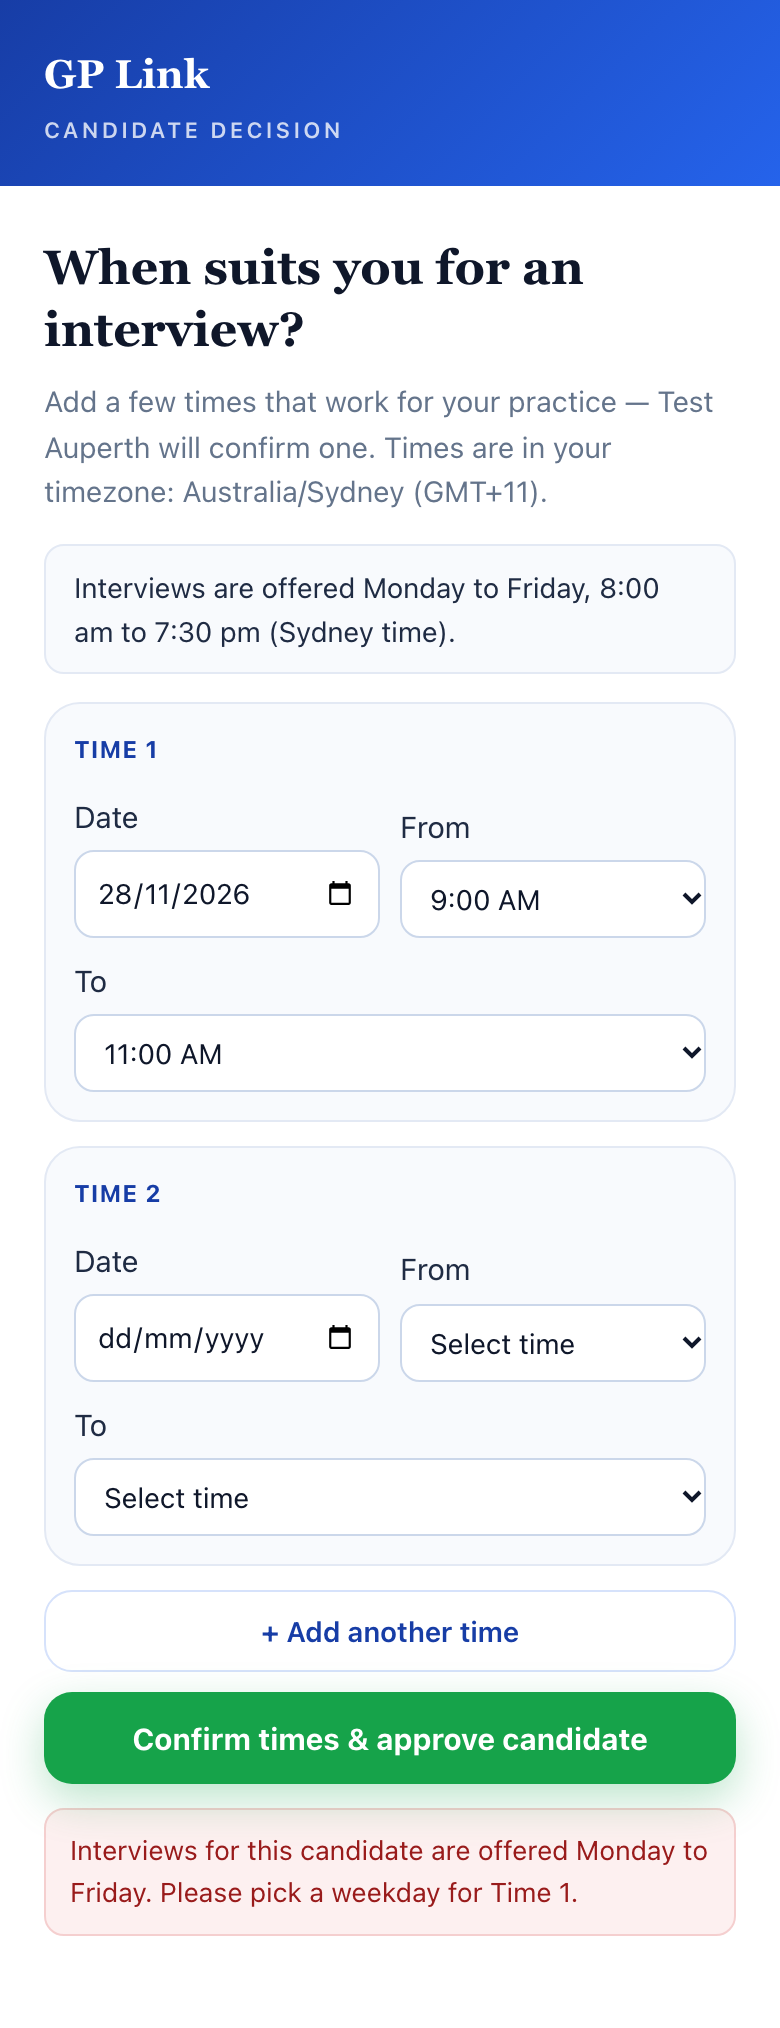 GP Link
CANDIDATE DECISION
When suits you for an
interview?
Add a few times that work for your practice — Test
Auperth will confirm one. Times are in your
timezone: Australia/Sydney (GMT+11).
Interviews are offered Monday to Friday, 8:00
am to 7:30 pm (Sydney time).
TIME 1
Date
From
28/11/2026
9:00 AM
To
11:00 AM
TIME 2
Date
From
dd/mm/yyyy
Select time
To
Select time
+ Add another time
Confirm times & approve candidate
Interviews for this candidate are offered Monday to
Friday. Please pick a weekday for Time 1.